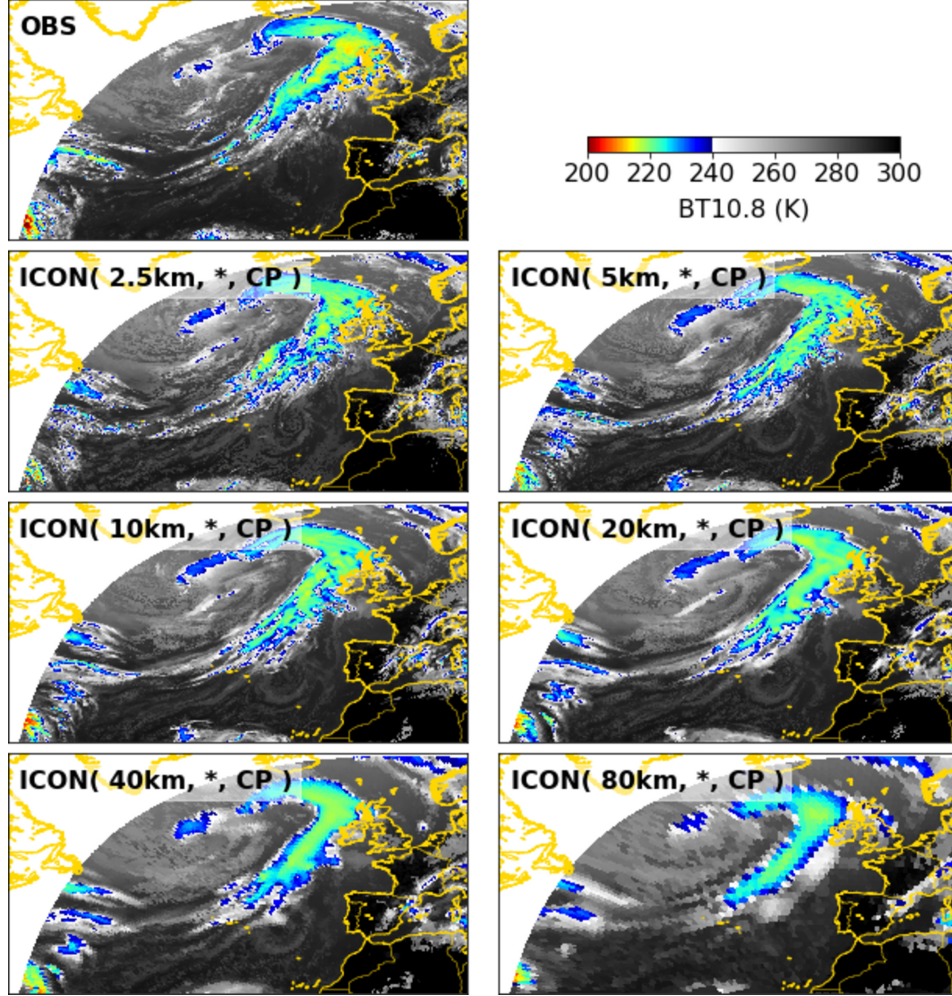 OBS
200 220 240 260 280 300
BT10.8 (K)
ICON( 2.5km, *, CP )
ICON( 5km, *, CP )
ICON( 10km, *, CP )
ICON( 20km, *, CP )
ICON( 40km, *, CP )
ICON( 80km, *, CP )